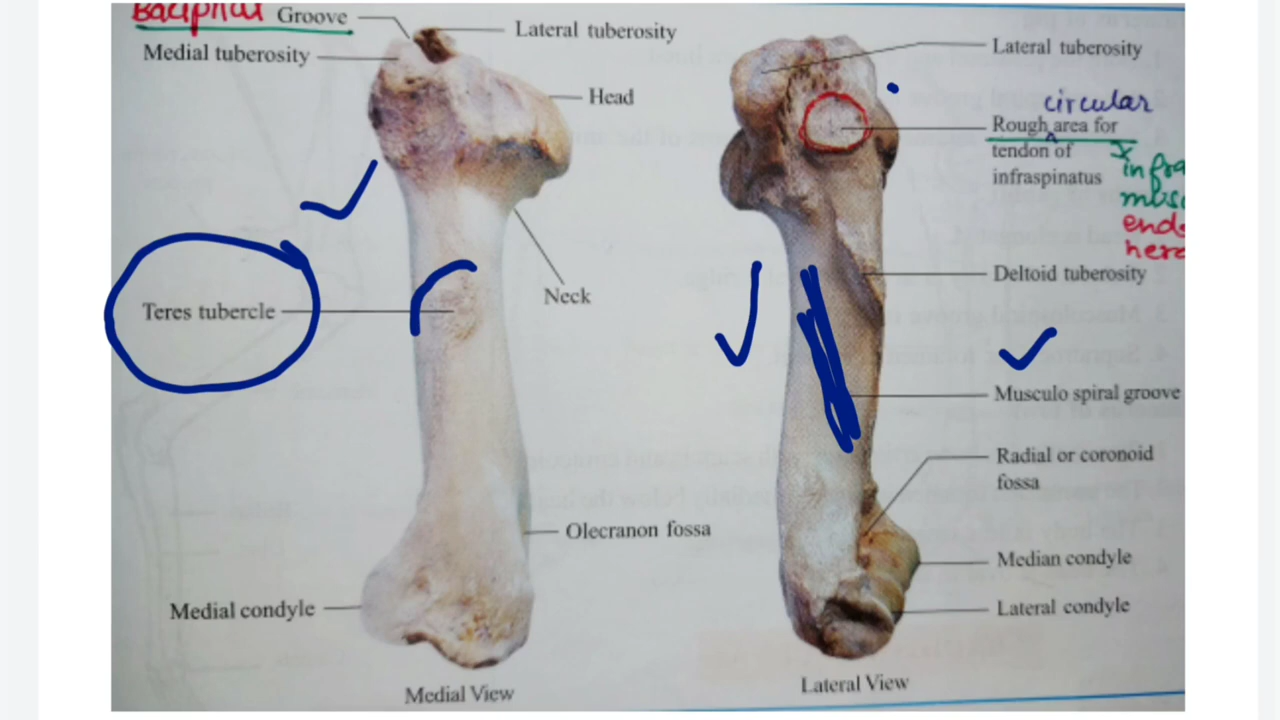 Bacipital Groove
Lateral tuberosity
Medial tuberosity
Head
Teres tubercle
Neck
Olecranon fossa
Medial condyle
Medial View
Lateral tuberosity
circular
Rough area for
tendon of
infraspinatus
Deltoid tuberosity
Musculo spiral groove
Radial or coronoid
fossa
Median condyle
Lateral condyle
Lateral View